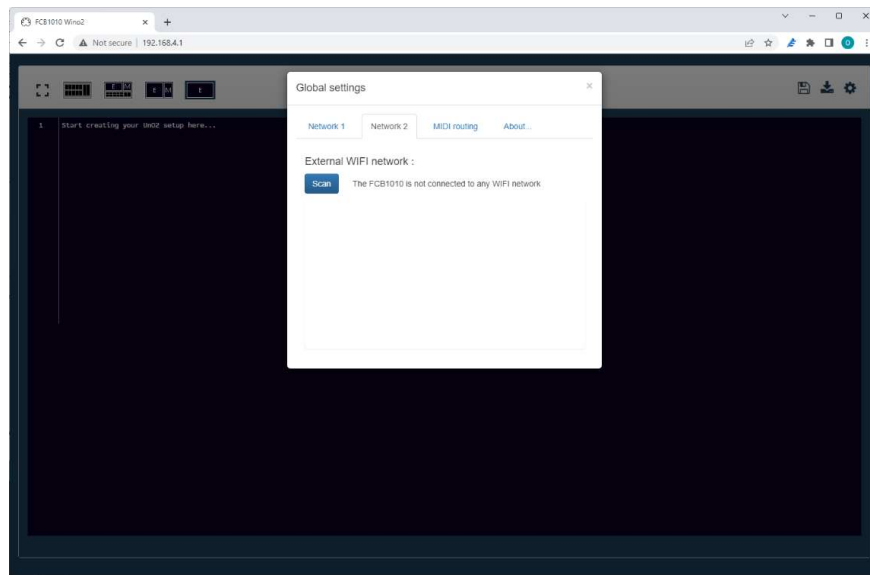 FCB1010 Wino2
Not secure | 192.168.4.1
E M
E M
E
Global settings
Network 1 Network 2 MIDI routing About...
External WIFI network :
Scan The FCB1010 is not connected to any WIFI network
1 Start creating your UnO2 setup here...